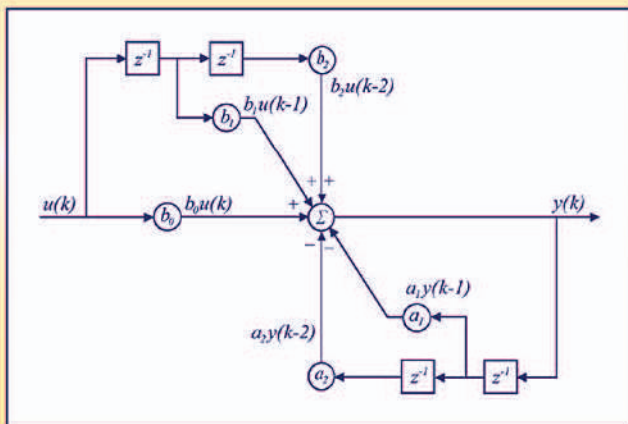 z⁻¹
z⁻¹
b₂
b₂u(k-2)
b₁
b₁u(k-1)
+ +
u(k)
b₀
b₀u(k)
+
Σ
y(k)
− −
a₁y(k-1)
a₁
a₂y(k-2)
a₂
z⁻¹
z⁻¹